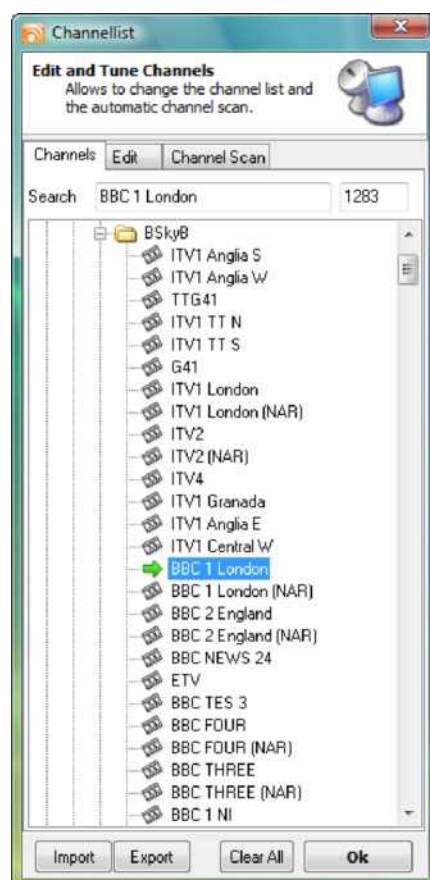 Channellist
Edit and Tune Channels
Allows to change the channel list and
the automatic channel scan.
Channels Edit Channel Scan
Search BBC 1 London 1283
BSkyB
ITV1 Anglia S
ITV1 Anglia W
TTG41
ITV1 TT N
ITV1 TT S
G41
ITV1 London
ITV1 London (NAR)
ITV2
ITV2 (NAR)
ITV4
ITV1 Granada
ITV1 Anglia E
ITV1 Central W
BBC 1 London
BBC 1 London (NAR)
BBC 2 England
BBC 2 England (NAR)
BBC NEWS 24
ETV
BBC TES 3
BBC FOUR
BBC FOUR (NAR)
BBC THREE
BBC THREE (NAR)
BBC 1 NI
Import Export Clear All Ok